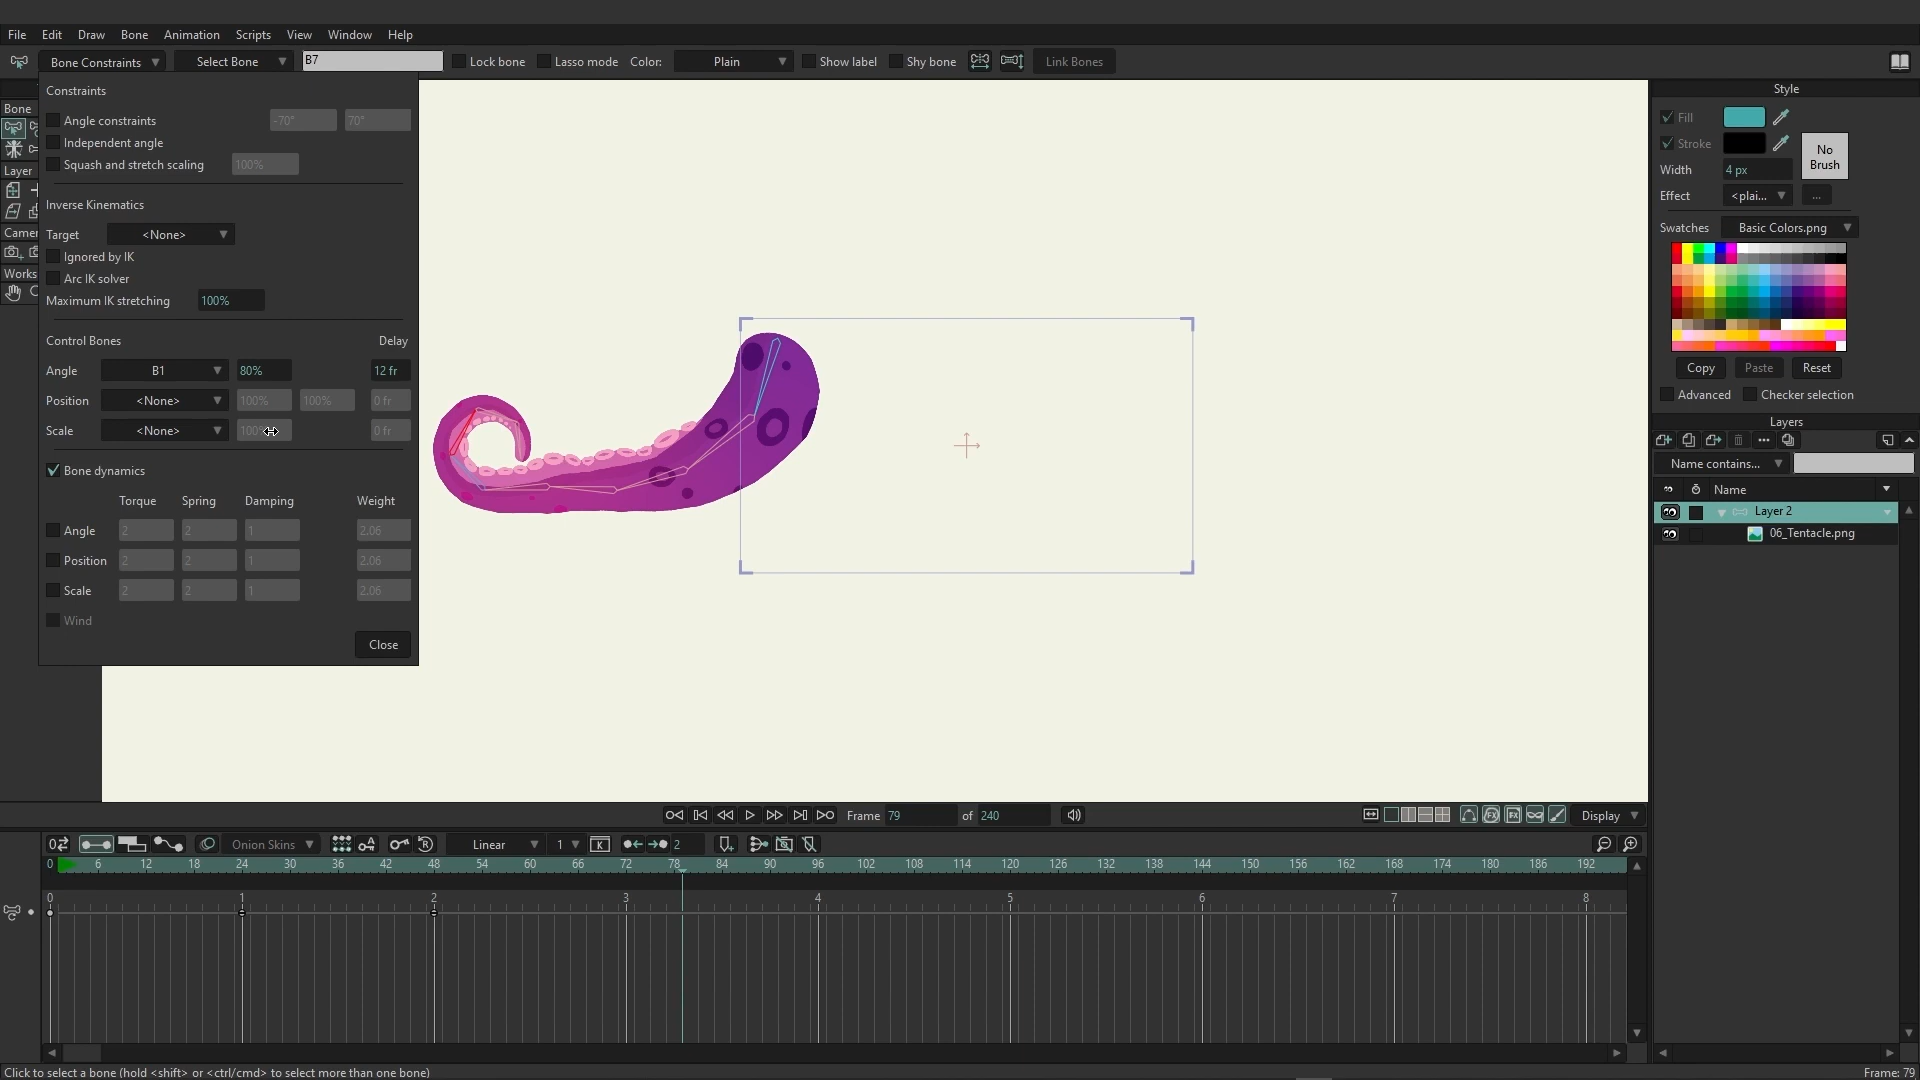 File Edit Draw Bone Animation Scripts View Window Help
Bone Constraints Select Bone B7 Lock bone Lasso mode Color: Plain Show label Shy bone Link Bones
Constraints
Angle constraints -70° 70°
Independent angle
Squash and stretch scaling 100%
Inverse Kinematics
Target <None>
Ignored by IK
Arc IK solver
Maximum IK stretching 100%
Control Bones Delay
Angle B1 80% 12 fr
Position <None> 100% 100% 0 fr
Scale <None> 100% 0 fr
Bone dynamics
Torque Spring Damping Weight
Angle 2 2 1 2.06
Position 2 2 1 2.06
Scale 2 2 1 2.06
Wind
Close
Bone
Layer
Camer
Works
Style
Fill
Stroke
No Brush
Width 4 px
Effect <plai... ...
Swatches Basic Colors.png
Copy Paste Reset
Advanced Checker selection
Layers
Name contains...
Name
Layer 2
06_Tentacle.png
Frame 79 of 240 Display
Onion Skins Linear 1 2
0 6 12 18 24 30 36 42 48 54 60 66 72 78 84 90 96 102 108 114 120 126 132 138 144 150 156 162 168 174 180 186 192
0 1 2 3 4 5 6 7 8
Click to select a bone (hold <shift> or <ctrl/cmd> to select more than one bone) Frame: 79